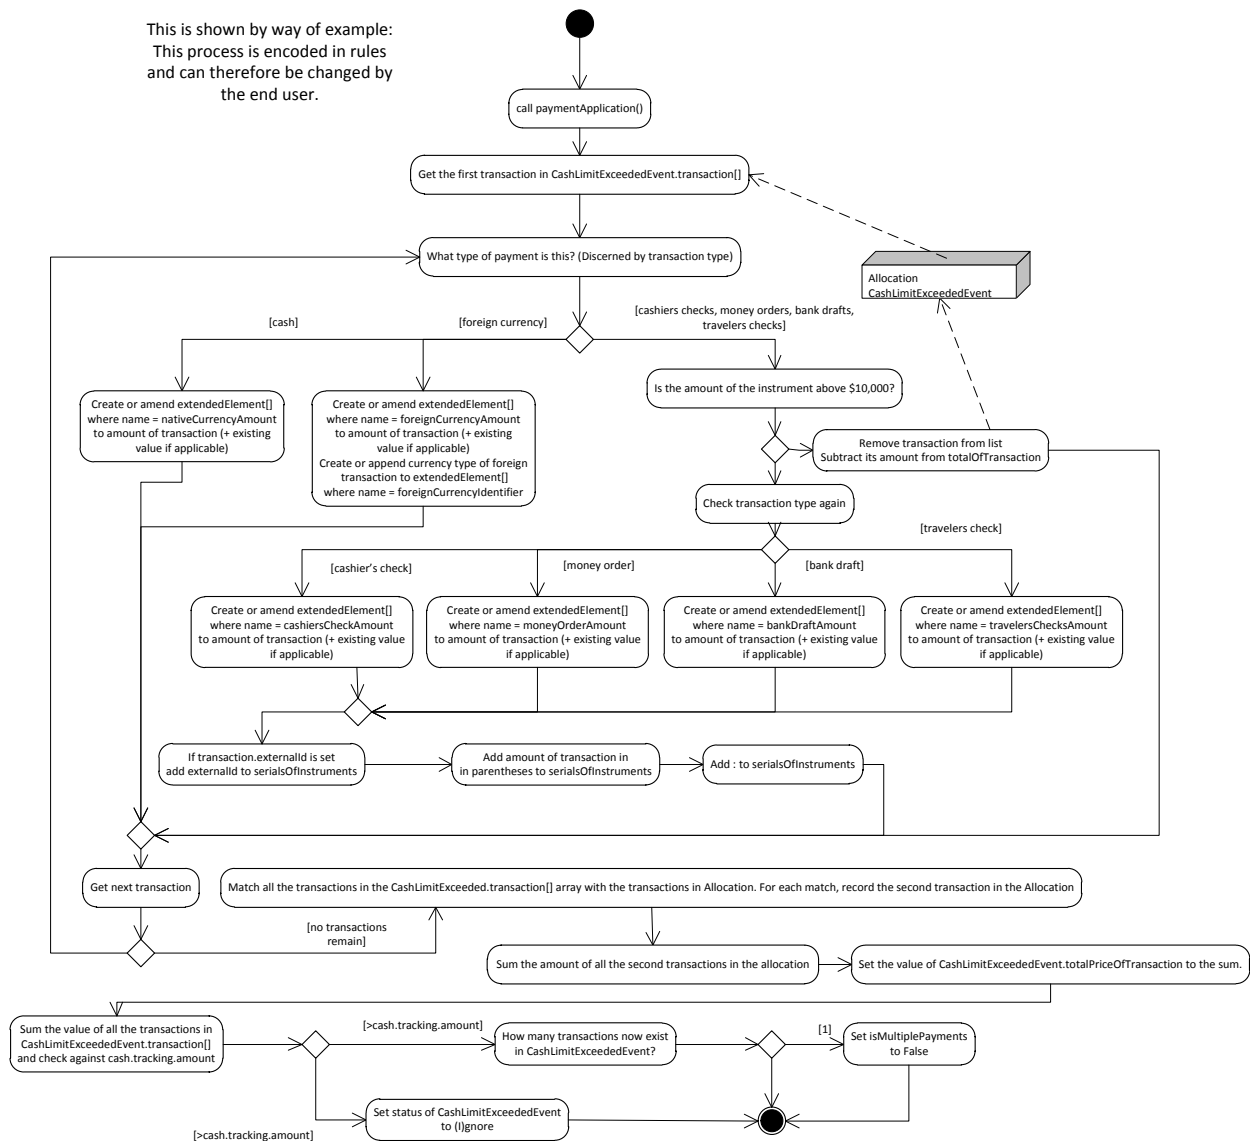 This is shown by way of example:
This process is encoded in rules
and can therefore be changed by
the end user.
call paymentApplication()
Get the first transaction in CashLimitExceededEvent.transaction[]
What type of payment is this? (Discerned by transaction type)
Allocation
CashLimitExceededEvent
[cash]
[foreign currency]
[cashiers checks, money orders, bank drafts,
travelers checks]
Is the amount of the instrument above $10,000?
Create or amend extendedElement[]
where name = nativeCurrencyAmount
to amount of transaction (+ existing
value if applicable)
Create or amend extendedElement[]
where name = foreignCurrencyAmount
to amount of transaction (+ existing
value if applicable)
Create or append currency type of foreign
transaction to extendedElement[]
where name = foreignCurrencyIdentifier
Remove transaction from list
Subtract its amount from totalOfTransaction
Check transaction type again
[travelers check]
[cashier’s check]
[money order]
[bank draft]
Create or amend extendedElement[]
where name = cashiersCheckAmount
to amount of transaction (+ existing value
if applicable)
Create or amend extendedElement[]
where name = moneyOrderAmount
to amount of transaction (+ existing value
if applicable)
Create or amend extendedElement[]
where name = bankDraftAmount
to amount of transaction (+ existing value
if applicable)
Create or amend extendedElement[]
where name = travelersChecksAmount
to amount of transaction (+ existing value
if applicable)
If transaction.externalId is set
add externalId to serialsOfInstruments
Add amount of transaction in
in parentheses to serialsOfInstruments
Add : to serialsOfInstruments
Get next transaction
Match all the transactions in the CashLimitExceeded.transaction[] array with the transactions in Allocation. For each match, record the second transaction in the Allocation
[no transactions
remain]
Sum the amount of all the second transactions in the allocation
Set the value of CashLimitExceededEvent.totalPriceOfTransaction to the sum.
Sum the value of all the transactions in
CashLimitExceededEvent.transaction[]
and check against cash.tracking.amount
[>cash.tracking.amount]
How many transactions now exist
in CashLimitExceededEvent?
[1]
Set isMultiplePayments
to False
Set status of CashLimitExceededEvent
to (I)gnore
[>cash.tracking.amount]